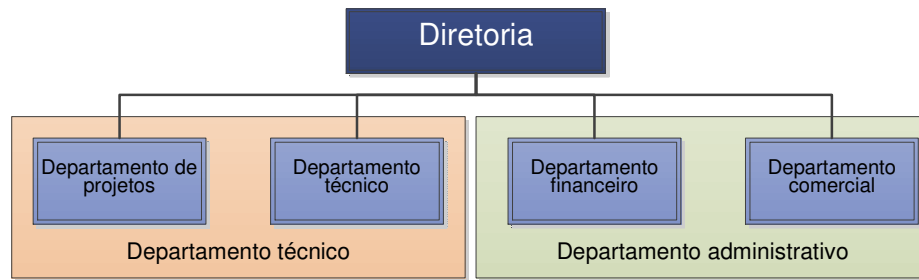 Diretoria
Departamento de
projetos
Departamento
técnico
Departamento
financeiro
Departamento
comercial
Departamento técnico
Departamento administrativo